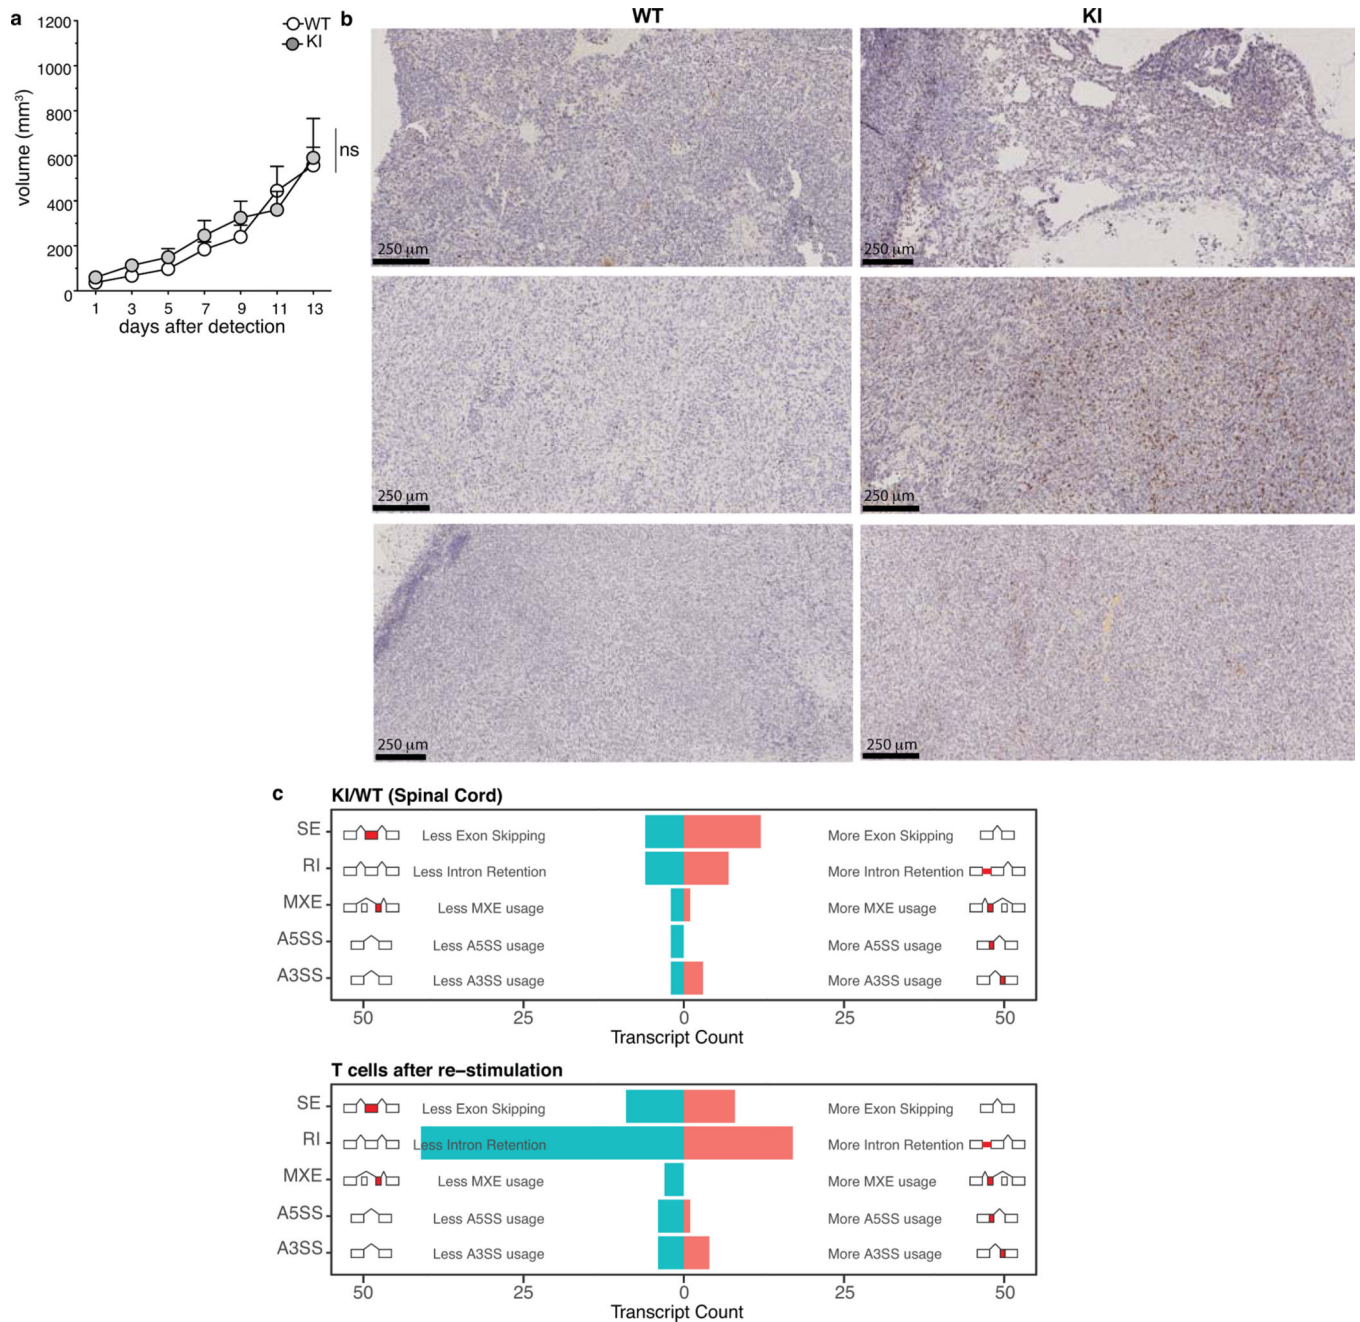 a
1200
1000
800
600
400
200
0
volume (mm³)
WT
KI
ns
1 3 5 7 9 11 13
days after detection
b
WT KI
250 µm 250 µm
250 µm 250 µm
250 µm 250 µm
c
KI/WT (Spinal Cord)
SE Less Exon Skipping More Exon Skipping
RI Less Intron Retention More Intron Retention
MXE Less MXE usage More MXE usage
A5SS Less A5SS usage More A5SS usage
A3SS Less A3SS usage More A3SS usage
50 25 0 25 50
Transcript Count
T cells after re−stimulation
SE Less Exon Skipping More Exon Skipping
RI Less Intron Retention More Intron Retention
MXE Less MXE usage More MXE usage
A5SS Less A5SS usage More A5SS usage
A3SS Less A3SS usage More A3SS usage
50 25 0 25 50
Transcript Count